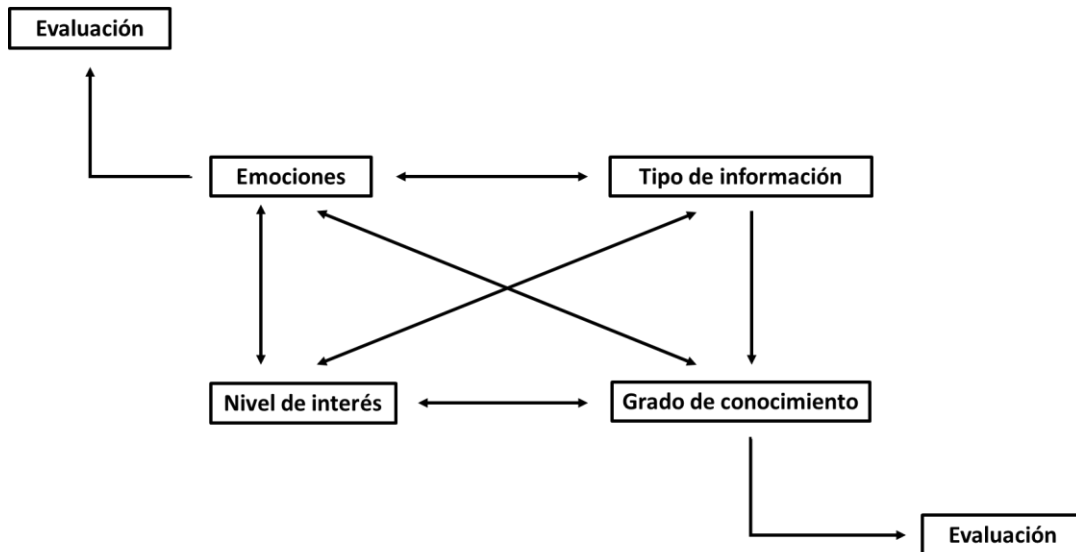 Evaluación
Emociones
Tipo de información
Nivel de interés
Grado de conocimiento
Evaluación